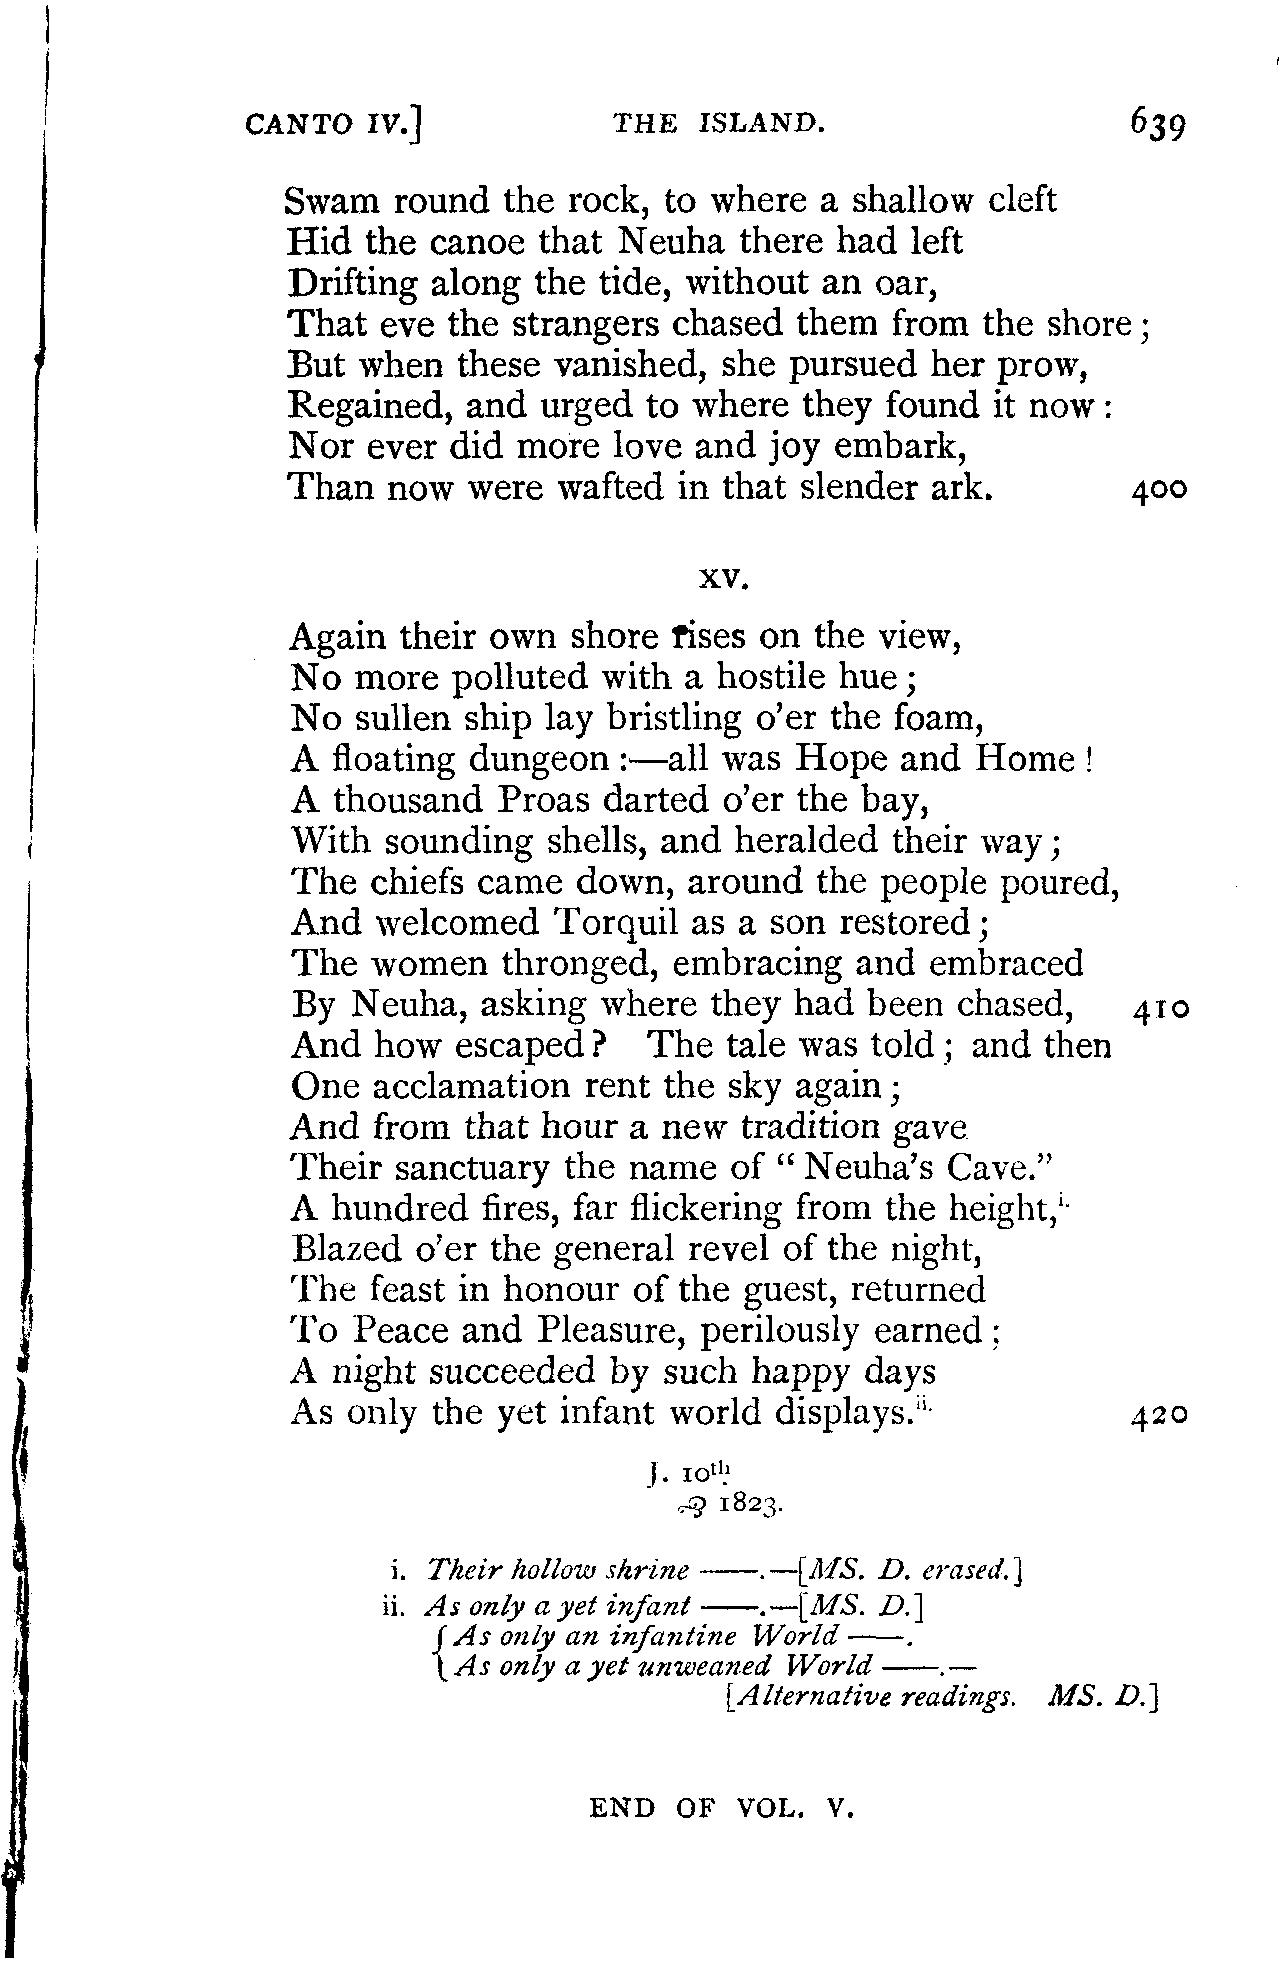 CANTO IV.] THE ISLAND. 639
Swam round the rock, to where a shallow cleft
Hid the canoe that Neuha there had left
Drifting along the tide, without an oar,
That eve the strangers chased them from the shore;
But when these vanished, she pursued her prow,
Regained, and urged to where they found it now:
Nor ever did more love and joy embark,
Than now were wafted in that slender ark. 400
XV.
Again their own shore rises on the view,
No more polluted with a hostile hue;
No sullen ship lay bristling o'er the foam,
A floating dungeon:—all was Hope and Home!
A thousand Proas darted o'er the bay,
With sounding shells, and heralded their way;
The chiefs came down, around the people poured,
And welcomed Torquil as a son restored;
The women thronged, embracing and embraced
By Neuha, asking where they had been chased, 410
And how escaped? The tale was told; and then
One acclamation rent the sky again;
And from that hour a new tradition gave
Their sanctuary the name of "Neuha's Cave."
A hundred fires, far flickering from the height,i.
Blazed o'er the general revel of the night,
The feast in honour of the guest, returned
To Peace and Pleasure, perilously earned;
A night succeeded by such happy days
As only the yet infant world displays.ii. 420
J. 10th
1823.
i. Their hollow shrine ——.—[MS. D. erased.]
ii. As only a yet infant ——.—[MS. D.]
{ As only an infantine World ——.
{ As only a yet unweaned World ——.—
[Alternative readings. MS. D.]
END OF VOL. V.